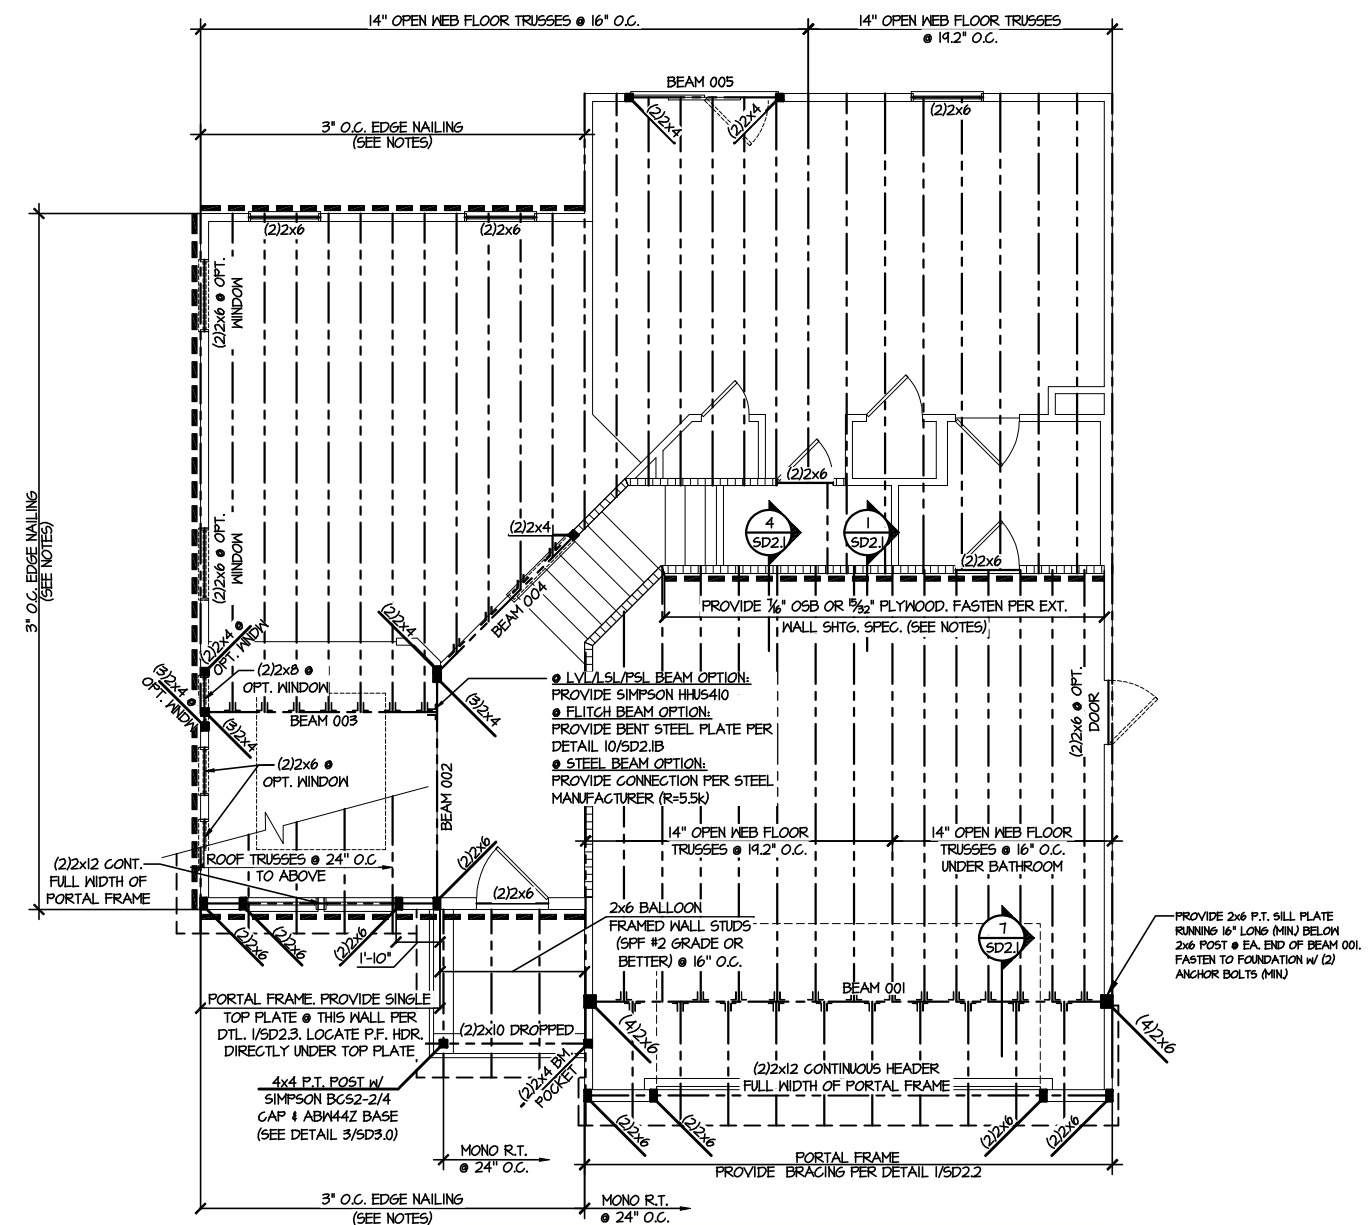 14" OPEN WEB FLOOR TRUSSES @ 16" O.C.
14" OPEN WEB FLOOR TRUSSES
@ 19.2" O.C.
BEAM 005
(2)2x4
(2)2x4
(2)2x6
3" O.C. EDGE NAILING
(SEE NOTES)
(2)2x6
(2)2x6
(2)2x6 @ OPT.
WINDOW
3" O.C. EDGE NAILING
(SEE NOTES)
(2)2x6 @ OPT.
WINDOW
(2)2x6
(2)2x4
4
SD2.1
1
SD2.1
(2)2x6
BEAM 004
PROVIDE 7/16" OSB OR 15/32" PLYWOOD. FASTEN PER EXT.
WALL SHTG. SPEC. (SEE NOTES)
(2)2x4
(2)2x4 @
OPT. WNDW
(3)2x4 @
OPT. WNDW
(2)2x8 @
OPT. WINDOW
(3)2x4
BEAM 003
(3)2x4
@ LVL/LSL/PSL BEAM OPTION:
PROVIDE SIMPSON HHUS410
@ FLITCH BEAM OPTION:
PROVIDE BENT STEEL PLATE PER
DETAIL 10/SD2.1B
@ STEEL BEAM OPTION:
PROVIDE CONNECTION PER STEEL
MANUFACTURER (R=5.5k)
(2)2x6 @ OPT.
DOOR
(2)2x6 @
OPT. WINDOW
BEAM 002
14" OPEN WEB FLOOR
TRUSSES @ 19.2" O.C.
14" OPEN WEB FLOOR
TRUSSES @ 16" O.C.
UNDER BATHROOM
(2)2x12 CONT.
FULL WIDTH OF
PORTAL FRAME
ROOF TRUSSES @ 24" O.C
TO ABOVE
(2)2x6
(2)2x6
2x6 BALLOON
FRAMED WALL STUDS
(SPF #2 GRADE OR
BETTER) @ 16" O.C.
(2)2x6
(2)2x6
(2)2x6
1'-10"
7
SD2.1
PROVIDE 2x6 P.T. SILL PLATE
RUNNING 16" LONG (MIN.) BELOW
2x6 POST @ EA. END OF BEAM 001.
FASTEN TO FOUNDATION W/ (2)
ANCHOR BOLTS (MIN.)
BEAM 001
PORTAL FRAME. PROVIDE SINGLE
TOP PLATE @ THIS WALL PER
DTL. 1/SD2.3. LOCATE P.F. HDR.
DIRECTLY UNDER TOP PLATE
(2)2x10 DROPPED
(4)2x6
(4)2x6
(2)2x4 BM.
POCKET
(2)2x12 CONTINUOUS HEADER
FULL WIDTH OF PORTAL FRAME
4x4 P.T. POST W/
SIMPSON BCS2-2/4
CAP & ABW44Z BASE
(SEE DETAIL 3/SD3.0)
(2)2x6
(2)2x6
(2)2x6
(2)2x6
MONO R.T.
@ 24" O.C.
PORTAL FRAME
PROVIDE BRACING PER DETAIL 1/SD2.2
3" O.C. EDGE NAILING
(SEE NOTES)
MONO R.T.
@ 24" O.C.